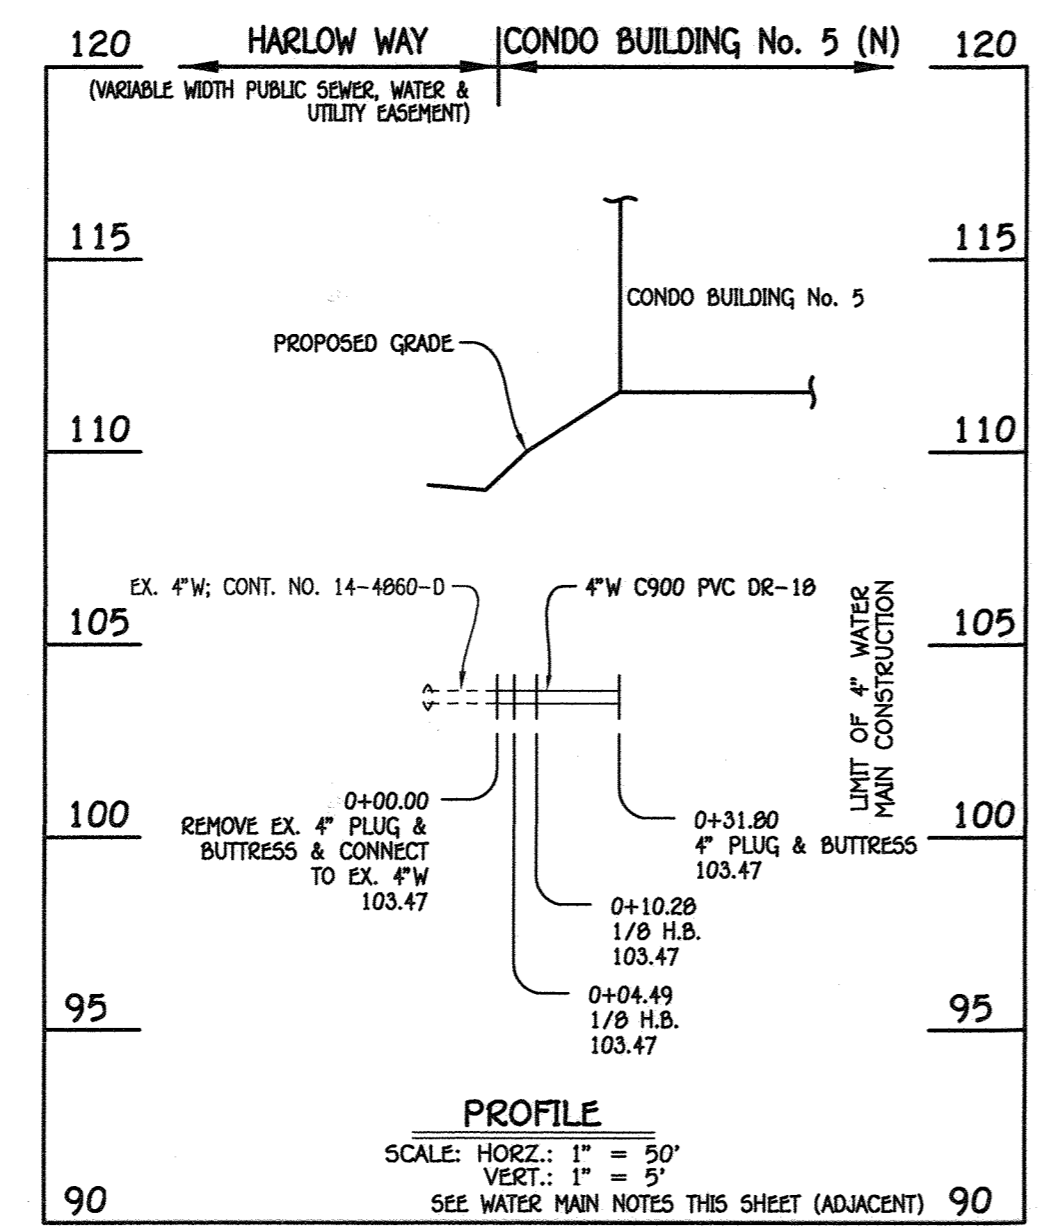 120 HARLOW WAY CONDO BUILDING No. 5 (N) 120
(VARIABLE WIDTH PUBLIC SEWER, WATER &
UTILITY EASEMENT)
115 115
CONDO BUILDING No. 5
PROPOSED GRADE
110 110
EX. 4"W; CONT. NO. 14-4860-D
4"W C900 PVC DR-18
105 105
LIMIT OF 4" WATER
MAIN CONSTRUCTION
0+00.00
REMOVE EX. 4" PLUG &
BUTTRESS & CONNECT
TO EX. 4"W
103.47
100 100
0+31.80
4" PLUG & BUTTRESS
103.47
0+10.28
1/8 H.B.
103.47
0+04.49
1/8 H.B.
103.47
95 95
PROFILE
SCALE: HORZ.: 1" = 50'
VERT.: 1" = 5'
90 SEE WATER MAIN NOTES THIS SHEET (ADJACENT) 90